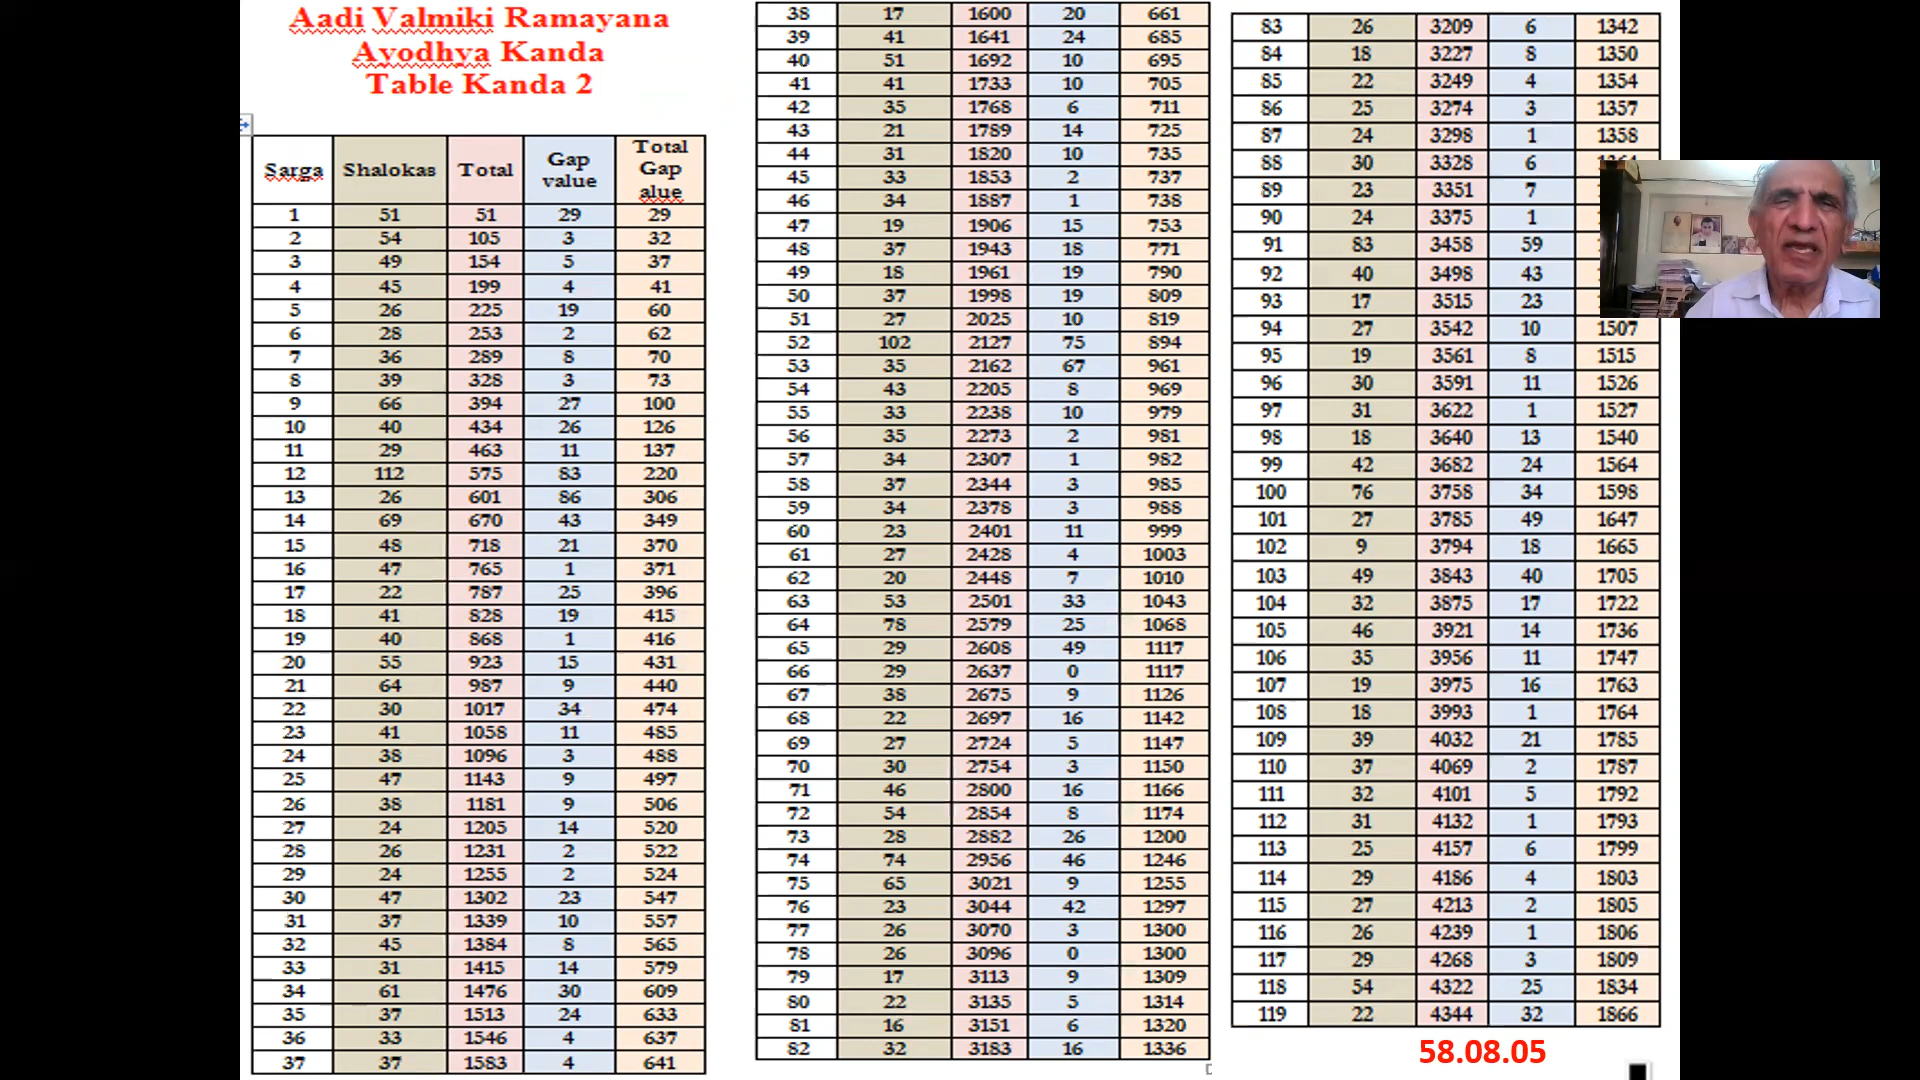 Aadi Valmiki Ramayana
Ayodhya Kanda
Table Kanda 2
Sarga Shalokas Total Gap value Total Gap alue
1 51 51 29 29
2 54 105 3 32
3 49 154 5 37
4 45 199 4 41
5 26 225 19 60
6 28 253 2 62
7 36 289 8 70
8 39 328 3 73
9 66 394 27 100
10 40 434 26 126
11 29 463 11 137
12 112 575 83 220
13 26 601 86 306
14 69 670 43 349
15 48 718 21 370
16 47 765 1 371
17 22 787 25 396
18 41 828 19 415
19 40 868 1 416
20 55 923 15 431
21 64 987 9 440
22 30 1017 34 474
23 41 1058 11 485
24 38 1096 3 488
25 47 1143 9 497
26 38 1181 9 506
27 24 1205 14 520
28 26 1231 2 522
29 24 1255 2 524
30 47 1302 23 547
31 37 1339 10 557
32 45 1384 8 565
33 31 1415 14 579
34 61 1476 30 609
35 37 1513 24 633
36 33 1546 4 637
37 37 1583 4 641
38 17 1600 20 661
39 41 1641 24 685
40 51 1692 10 695
41 41 1733 10 705
42 35 1768 6 711
43 21 1789 14 725
44 31 1820 10 735
45 33 1853 2 737
46 34 1887 1 738
47 19 1906 15 753
48 37 1943 18 771
49 18 1961 19 790
50 37 1998 19 809
51 27 2025 10 819
52 102 2127 75 894
53 35 2162 67 961
54 43 2205 8 969
55 33 2238 10 979
56 35 2273 2 981
57 34 2307 1 982
58 37 2344 3 985
59 34 2378 3 988
60 23 2401 11 999
61 27 2428 4 1003
62 20 2448 7 1010
63 53 2501 33 1043
64 78 2579 25 1068
65 29 2608 49 1117
66 29 2637 0 1117
67 38 2675 9 1126
68 22 2697 16 1142
69 27 2724 5 1147
70 30 2754 3 1150
71 46 2800 16 1166
72 54 2854 8 1174
73 28 2882 26 1200
74 74 2956 46 1246
75 65 3021 9 1255
76 23 3044 42 1297
77 26 3070 3 1300
78 26 3096 0 1300
79 17 3113 9 1309
80 22 3135 5 1314
81 16 3151 6 1320
82 32 3183 16 1336
83 26 3209 6 1342
84 18 3227 8 1350
85 22 3249 4 1354
86 25 3274 3 1357
87 24 3298 1 1358
88 30 3328 6
89 23 3351 7
90 24 3375 1
91 83 3458 59
92 40 3498 43
93 17 3515 23
94 27 3542 10 1507
95 19 3561 8 1515
96 30 3591 11 1526
97 31 3622 1 1527
98 18 3640 13 1540
99 42 3682 24 1564
100 76 3758 34 1598
101 27 3785 49 1647
102 9 3794 18 1665
103 49 3843 40 1705
104 32 3875 17 1722
105 46 3921 14 1736
106 35 3956 11 1747
107 19 3975 16 1763
108 18 3993 1 1764
109 39 4032 21 1785
110 37 4069 2 1787
111 32 4101 5 1792
112 31 4132 1 1793
113 25 4157 6 1799
114 29 4186 4 1803
115 27 4213 2 1805
116 26 4239 1 1806
117 29 4268 3 1809
118 54 4322 25 1834
119 22 4344 32 1866
58.08.05